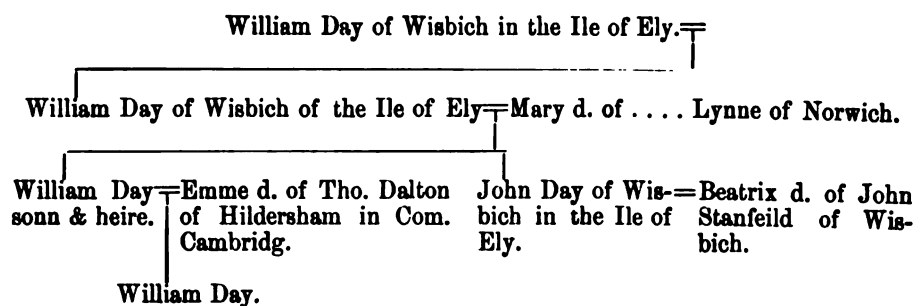 William Day of Wisbich in the Ile of Ely.
William Day of Wisbich of the Ile of Ely=Mary d. of .... Lynne of Norwich.
William Day=Emme d. of Tho. Dalton
sonn & heire. of Hildersham in Com.
Cambridg.
John Day of Wis-=Beatrix d. of John
bich in the Ile of Stanfeild of Wis-
Ely. bich.
William Day.